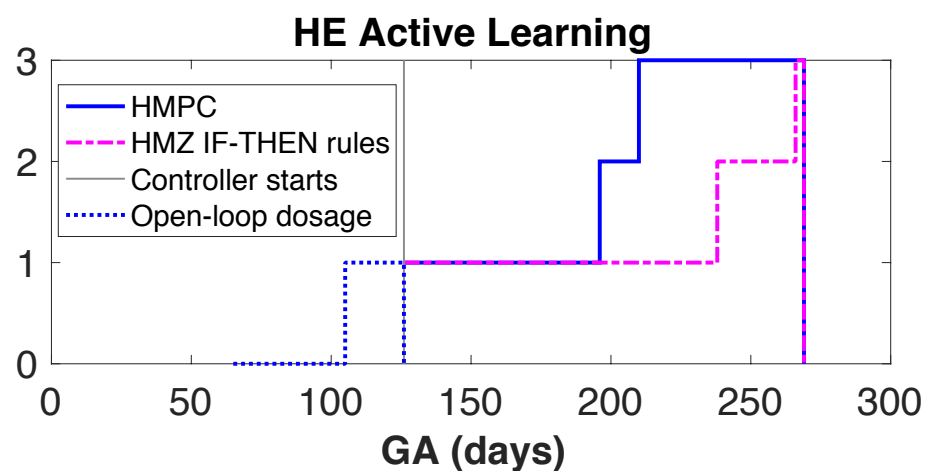 HE Active Learning
3
2
1
0
HMPC
HMZ IF-THEN rules
Controller starts
Open-loop dosage
0 50 100 150 200 250 300
GA (days)